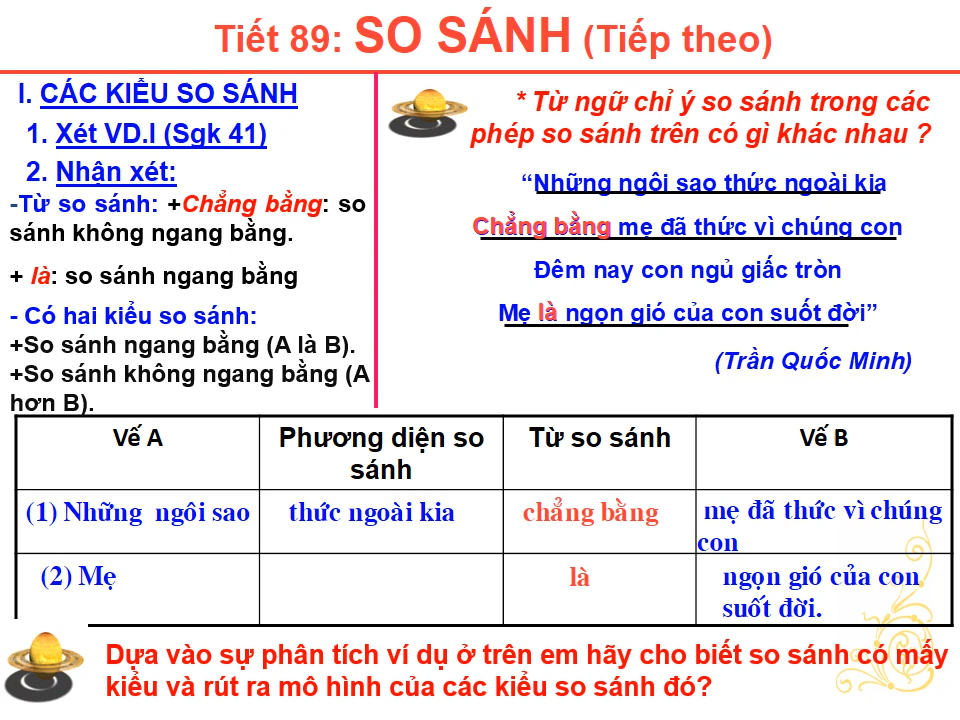 Tiết 89: SO SÁNH (Tiếp theo)
I. CÁC KIỂU SO SÁNH
1. Xét VD.I (Sgk 41)
2. Nhận xét:
-Từ so sánh: +Chẳng bằng: so
sánh không ngang bằng.
+ là: so sánh ngang bằng
- Có hai kiểu so sánh:
+So sánh ngang bằng (A là B).
+So sánh không ngang bằng (A
hơn B).
* Từ ngữ chỉ ý so sánh trong các
phép so sánh trên có gì khác nhau ?
“Những ngôi sao thức ngoài kia
Chẳng bằng mẹ đã thức vì chúng con
Đêm nay con ngủ giấc tròn
Mẹ là ngọn gió của con suốt đời”
(Trần Quốc Minh)
Vế A
Phương diện so
sánh
Từ so sánh
Vế B
(1) Những ngôi sao
thức ngoài kia
chẳng bằng
mẹ đã thức vì chúng
con
(2) Mẹ
là
ngọn gió của con
suốt đời.
Dựa vào sự phân tích ví dụ ở trên em hãy cho biết so sánh có mấy
kiểu và rút ra mô hình của các kiểu so sánh đó?